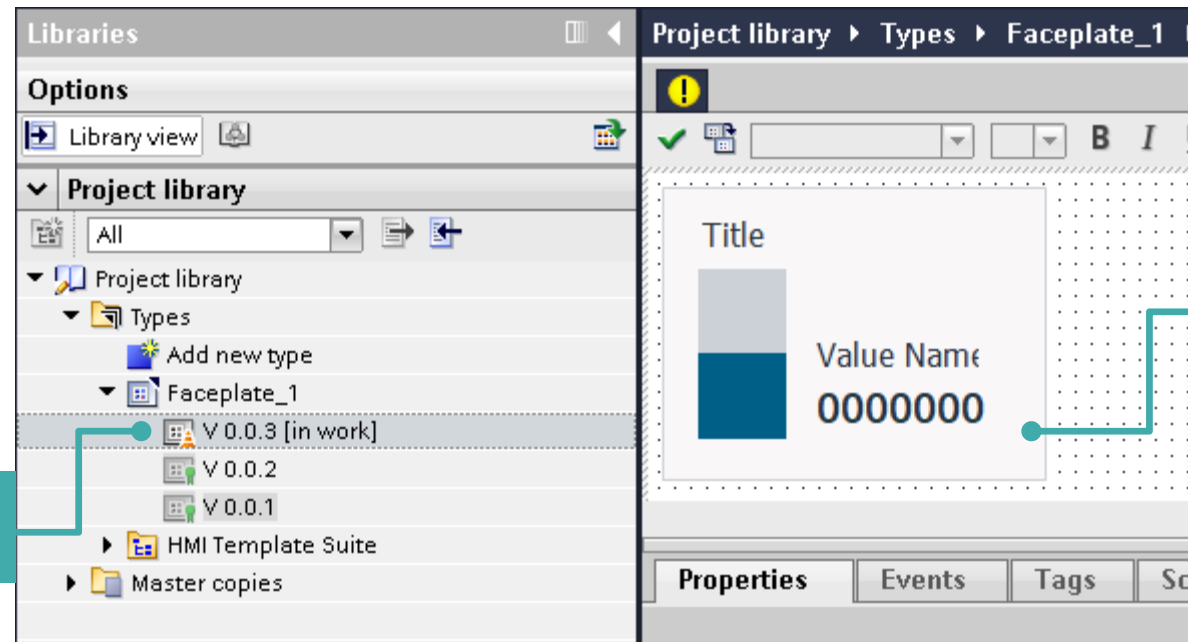 Libraries
Options
Library view
Project library
All
Project library
Types
Add new type
Faceplate_1
V 0.0.3 [in work]
V 0.0.2
V 0.0.1
HMI Template Suite
Master copies
Project library Types Faceplate_1
B I
Title
Value Name
0000000
Properties Events Tags Sc